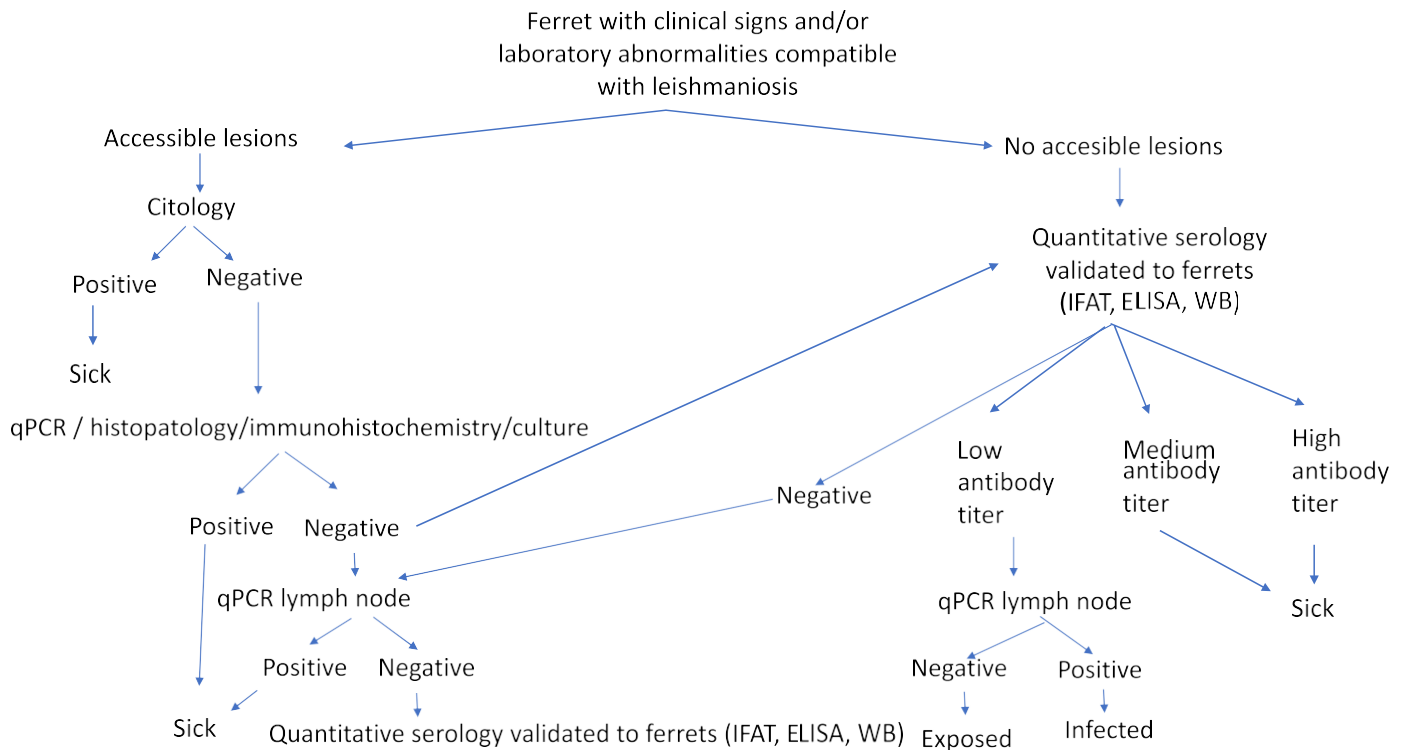 Ferret with clinical signs and/or
laboratory abnormalities compatible
with leishmaniosis
Accessible lesions
No accesible lesions
Citology
Quantitative serology
validated to ferrets
(IFAT, ELISA, WB)
Positive
Negative
Sick
qPCR / histopatology/immunohistochemistry/culture
Low
antibody
titer
Medium
antibody
titer
High
antibody
titer
Negative
Positive
Negative
qPCR lymph node
qPCR lymph node
Sick
Positive
Negative
Negative
Positive
Sick
Quantitative serology validated to ferrets (IFAT, ELISA, WB)
Exposed
Infected